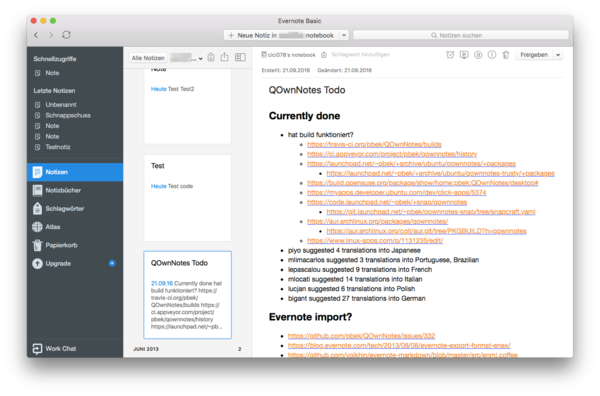 Evernote Basic
+ Neue Notiz in notebook
Notizen suchen
Schnellzugriffe
Note
Letzte Notizen
Unbenannt
Schnappschuss
Note
Note
Testnotiz
Notizen
Notizbücher
Schlagwörter
Atlas
Papierkorb
Upgrade
Work Chat
Alle Notizen
Note
Heute Test Test2
Test
Heute Test code
QOwnNotes Todo
21.09.16 Currently done hat
build funktioniert? https://
travis-ci.org/pbek/
QOwnNotes/builds https://
ci.appveyor.com/project/
pbek/qownnotes/history
https://launchpad.net/~pb...
JUNI 2013 2
cici078's notebook Schlagwort hinzufügen
Freigeben
Erstellt: 21.09.2016 Geändert: 21.09.2016
QOwnNotes Todo
Currently done
hat build funktioniert?
https://travis-ci.org/pbek/QOwnNotes/builds
https://ci.appveyor.com/project/pbek/qownnotes/history
https://launchpad.net/~pbek/+archive/ubuntu/qownnotes/+packages
https://launchpad.net/~pbek/+archive/ubuntu/qownnotes-trusty/+packages
https://build.opensuse.org/package/show/home:pbek:QOwnNotes/desktop#
https://myapps.developer.ubuntu.com/dev/click-apps/5374
https://code.launchpad.net/~pbek/+snap/qownnotes
https://git.launchpad.net/~pbek/qownnotes-snap/tree/snapcraft.yaml
https://aur.archlinux.org/packages/qownnotes/
https://aur.archlinux.org/cgit/aur.git/tree/PKGBUILD?h=qownnotes
https://www.linux-apps.com/p/1131235/edit/
piyo suggested 4 translations into Japanese
mlimacarlos suggested 3 translations into Portuguese, Brazilian
lepascalou suggested 9 translations into French
mlocati suggested 14 translations into Italian
lucjan suggested 6 translations into Polish
bigant suggested 27 translations into German
Evernote import?
https://github.com/pbek/QOwnNotes/issues/332
https://blog.evernote.com/tech/2013/08/08/evernote-export-format-enex/
https://github.com/volkhin/evernote-markdown/blob/master/src/enml.coffee